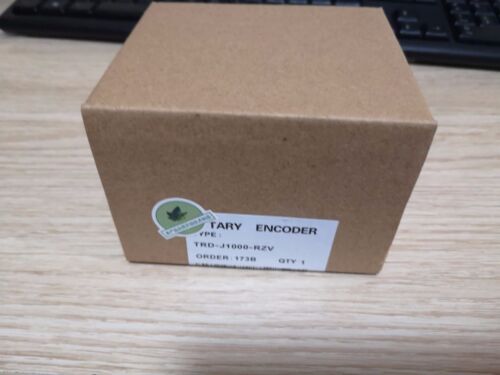 TARY ENCODER
YPE:
TRD-J1000-RZV
ORDER 173B QTY 1